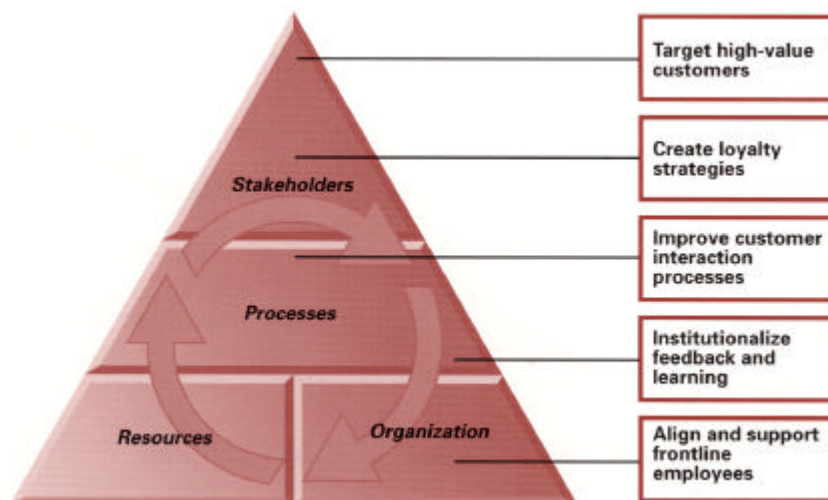 Target high-value
customers
Create loyalty
strategies
Stakeholders
Improve customer
interaction
processes
Processes
Institutionalize
feedback and
learning
Resources
Organization
Align and support
frontline
employees